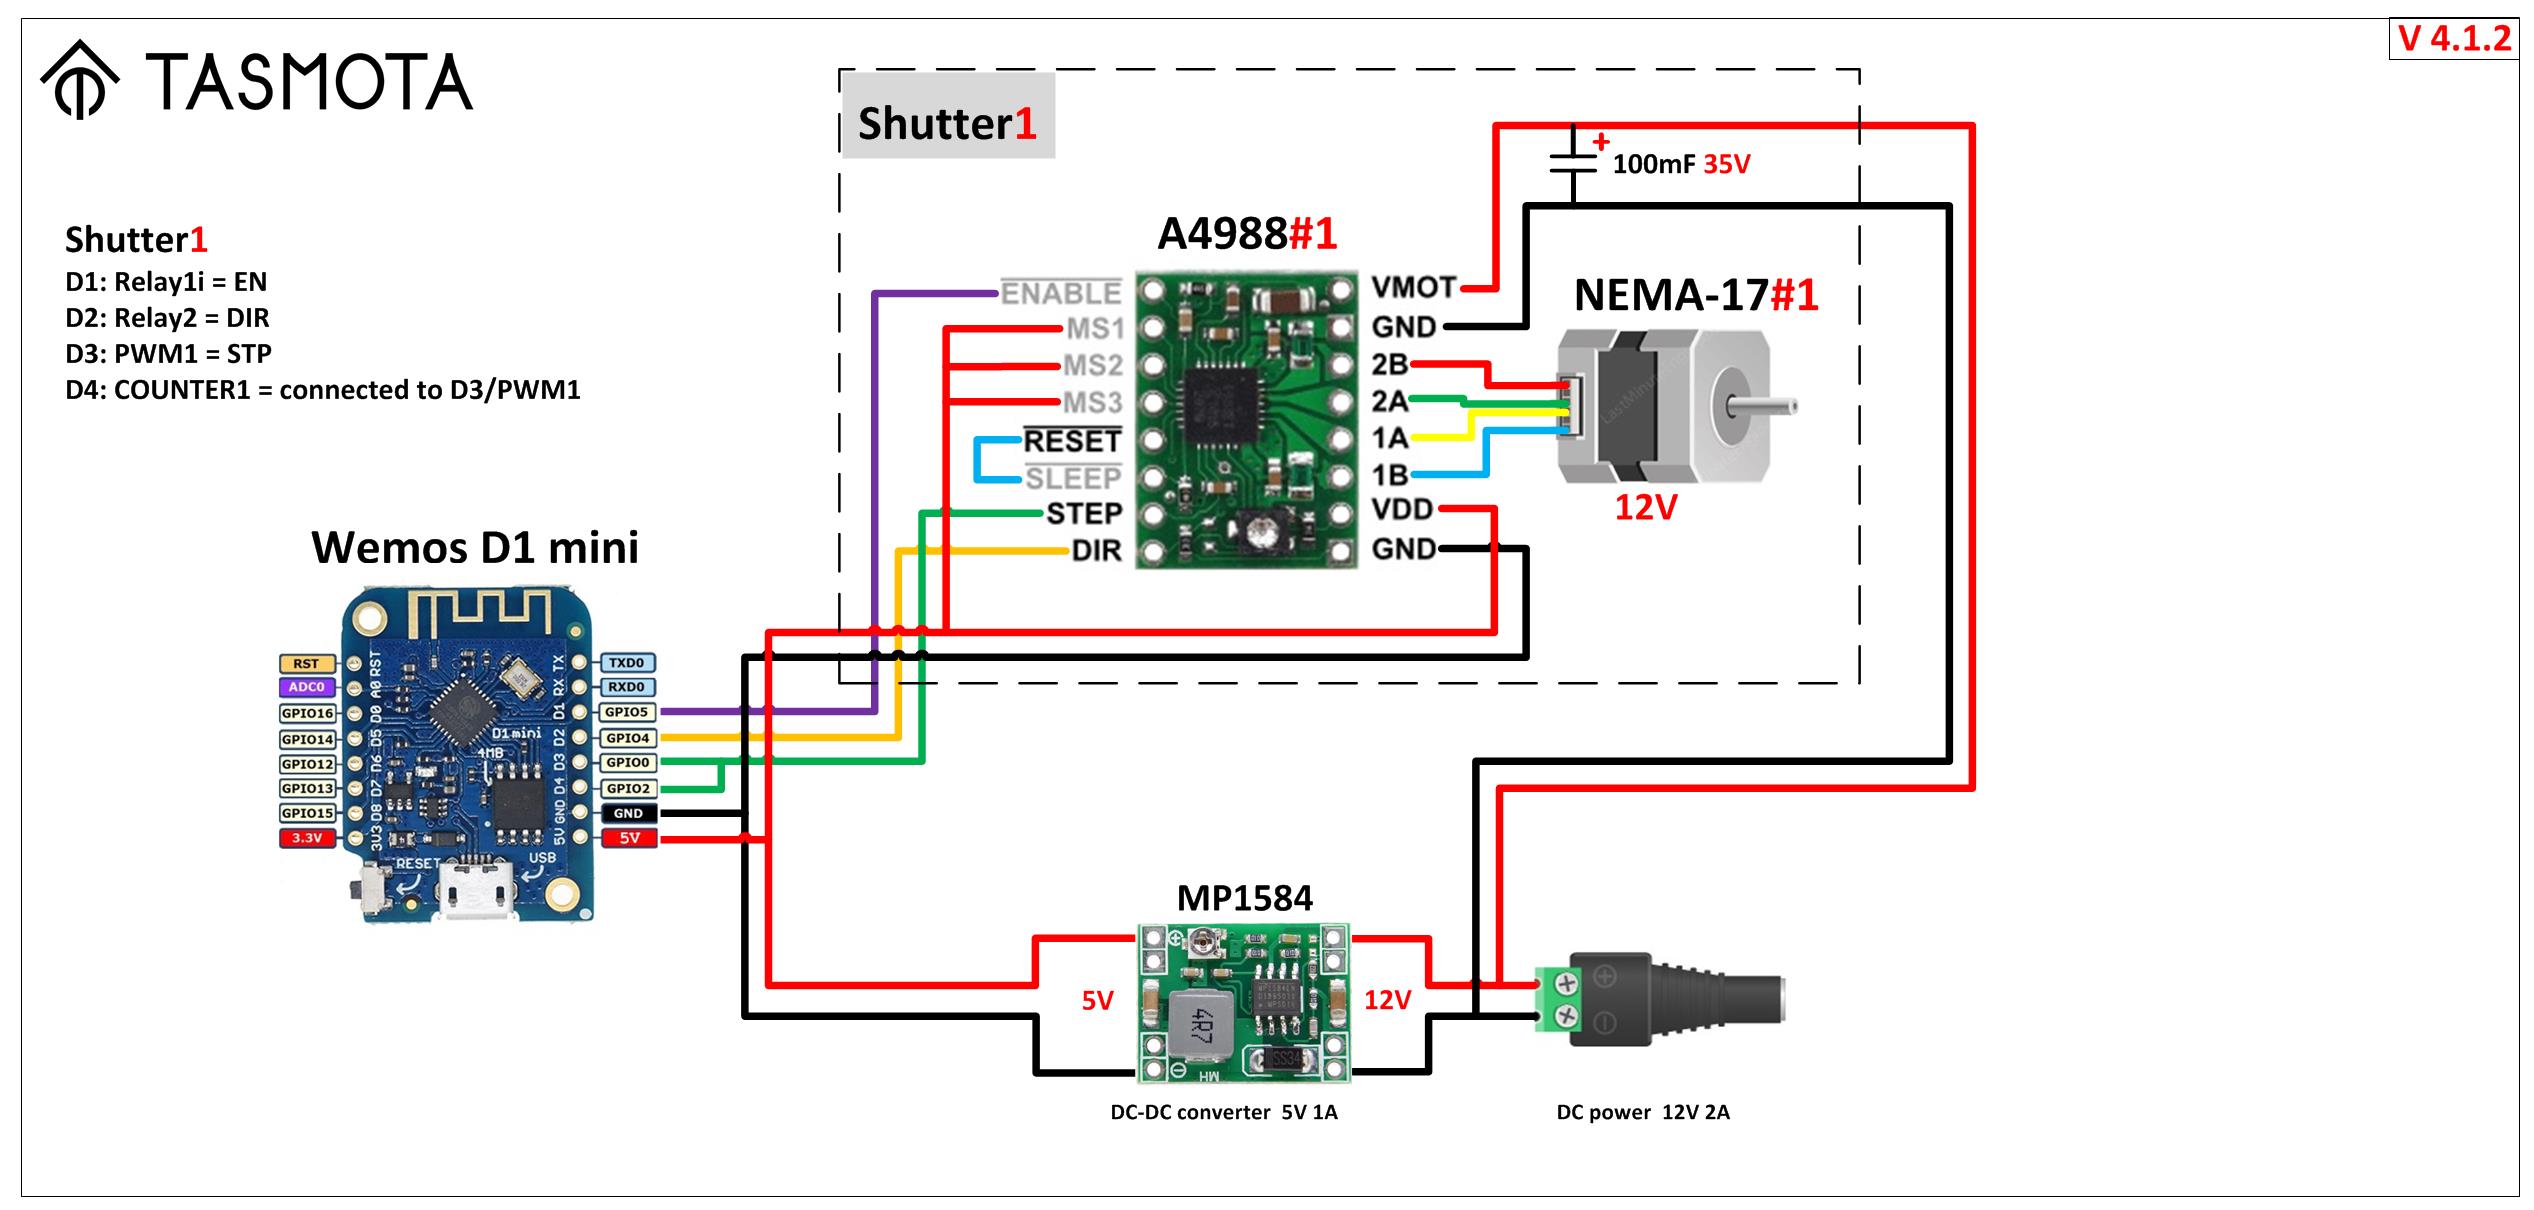 V 4.1.2
TASMOTA
Shutter1
Shutter1
D1: Relay1i = EN
D2: Relay2 = DIR
D3: PWM1 = STP
D4: COUNTER1 = connected to D3/PWM1
+
100mF 35V
A4988#1
ENABLE
MS1
MS2
MS3
RESET
SLEEP
STEP
DIR
VMOT
GND
2B
2A
1A
1B
VDD
GND
NEMA-17#1
12V
Wemos D1 mini
RST
ADC0
GPIO16
GPIO14
GPIO12
GPIO13
GPIO15
3.3V
RST
A0
D0
D5
D6
D7
D8
3V3
D1 mini
4MB
RESET
USB
TX
RX
D1
D2
D3
D4
GND
5V
TXD0
RXD0
GPIO5
GPIO4
GPIO0
GPIO2
GND
5V
MP1584
5V
12V
4R7
SS34
MH
DC-DC converter 5V 1A
DC power 12V 2A